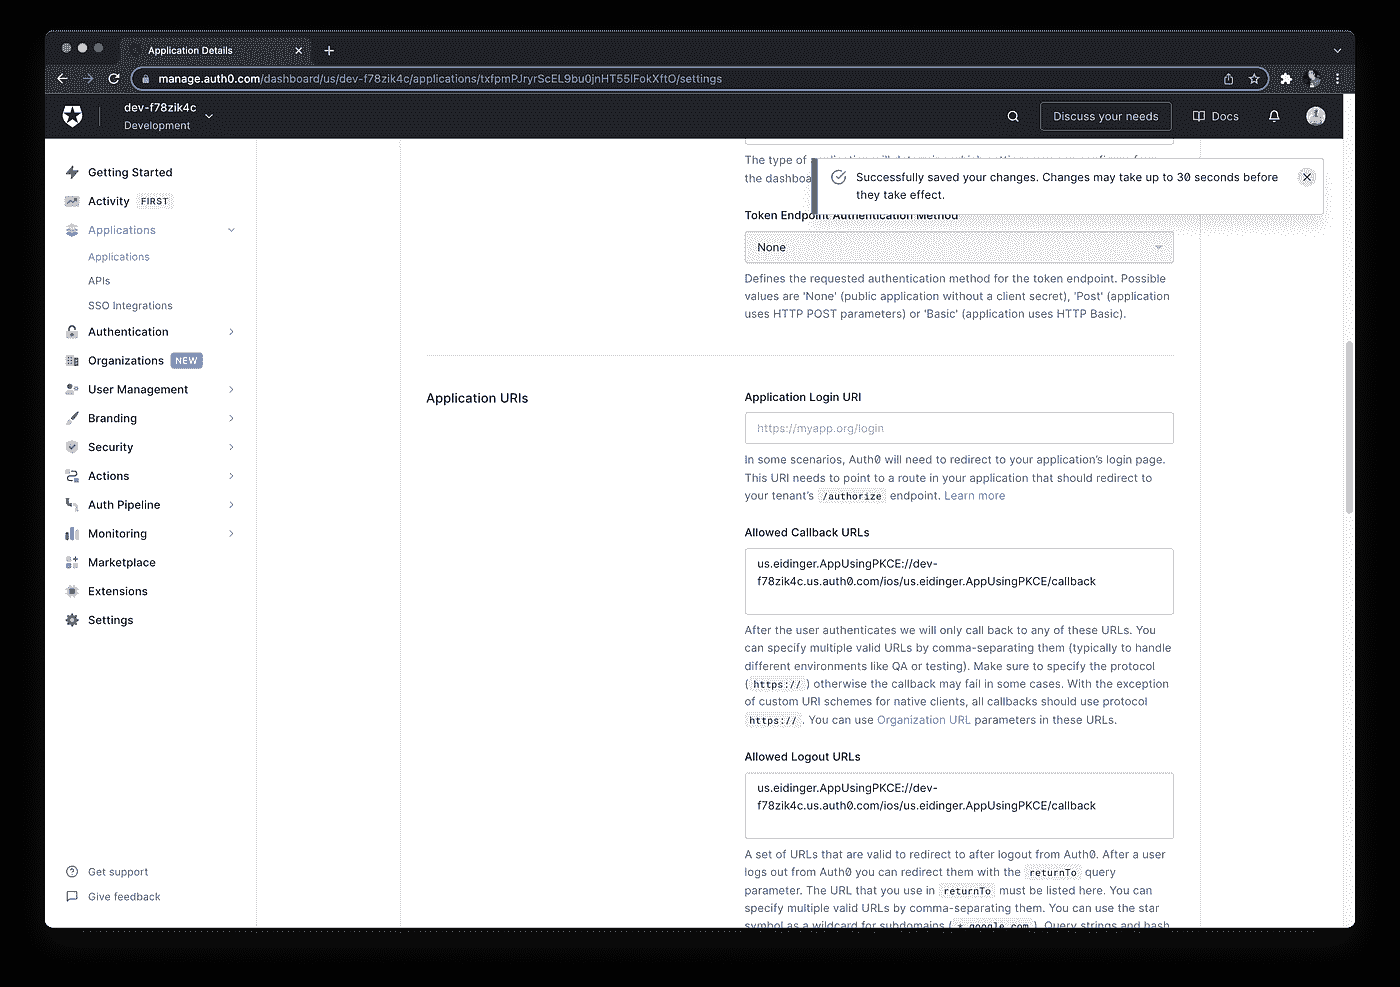 Application Details
manage.auth0.com/dashboard/us/dev-f78zik4c/applications/txfpmPJryrScEL9bu0jnHT55lFokXftO/settings
dev-f78zik4c
Development
Discuss your needs
Docs
Getting Started
Activity FIRST
Applications
Applications
APIs
SSO Integrations
Authentication
Organizations NEW
User Management
Branding
Security
Actions
Auth Pipeline
Monitoring
Marketplace
Extensions
Settings
Get support
Give feedback
The type of
the dashboa
Successfully saved your changes. Changes may take up to 30 seconds before
they take effect.
Token Endpoint Authentication Method
None
Defines the requested authentication method for the token endpoint. Possible
values are 'None' (public application without a client secret), 'Post' (application
uses HTTP POST parameters) or 'Basic' (application uses HTTP Basic).
Application URIs
Application Login URI
https://myapp.org/login
In some scenarios, Auth0 will need to redirect to your application's login page.
This URI needs to point to a route in your application that should redirect to
your tenant's /authorize endpoint. Learn more
Allowed Callback URLs
us.eidinger.AppUsingPKCE://dev-
f78zik4c.us.auth0.com/ios/us.eidinger.AppUsingPKCE/callback
After the user authenticates we will only call back to any of these URLs. You
can specify multiple valid URLs by comma-separating them (typically to handle
different environments like QA or testing). Make sure to specify the protocol
( https:// ) otherwise the callback may fail in some cases. With the exception
of custom URI schemes for native clients, all callbacks should use protocol
https:// . You can use Organization URL parameters in these URLs.
Allowed Logout URLs
us.eidinger.AppUsingPKCE://dev-
f78zik4c.us.auth0.com/ios/us.eidinger.AppUsingPKCE/callback
A set of URLs that are valid to redirect to after logout from Auth0. After a user
logs out from Auth0 you can redirect them with the returnTo query
parameter. The URL that you use in returnTo must be listed here. You can
specify multiple valid URLs by comma-separating them. You can use the star
symbol as a wildcard for subdomains ( *.google.com ). Query strings and hash